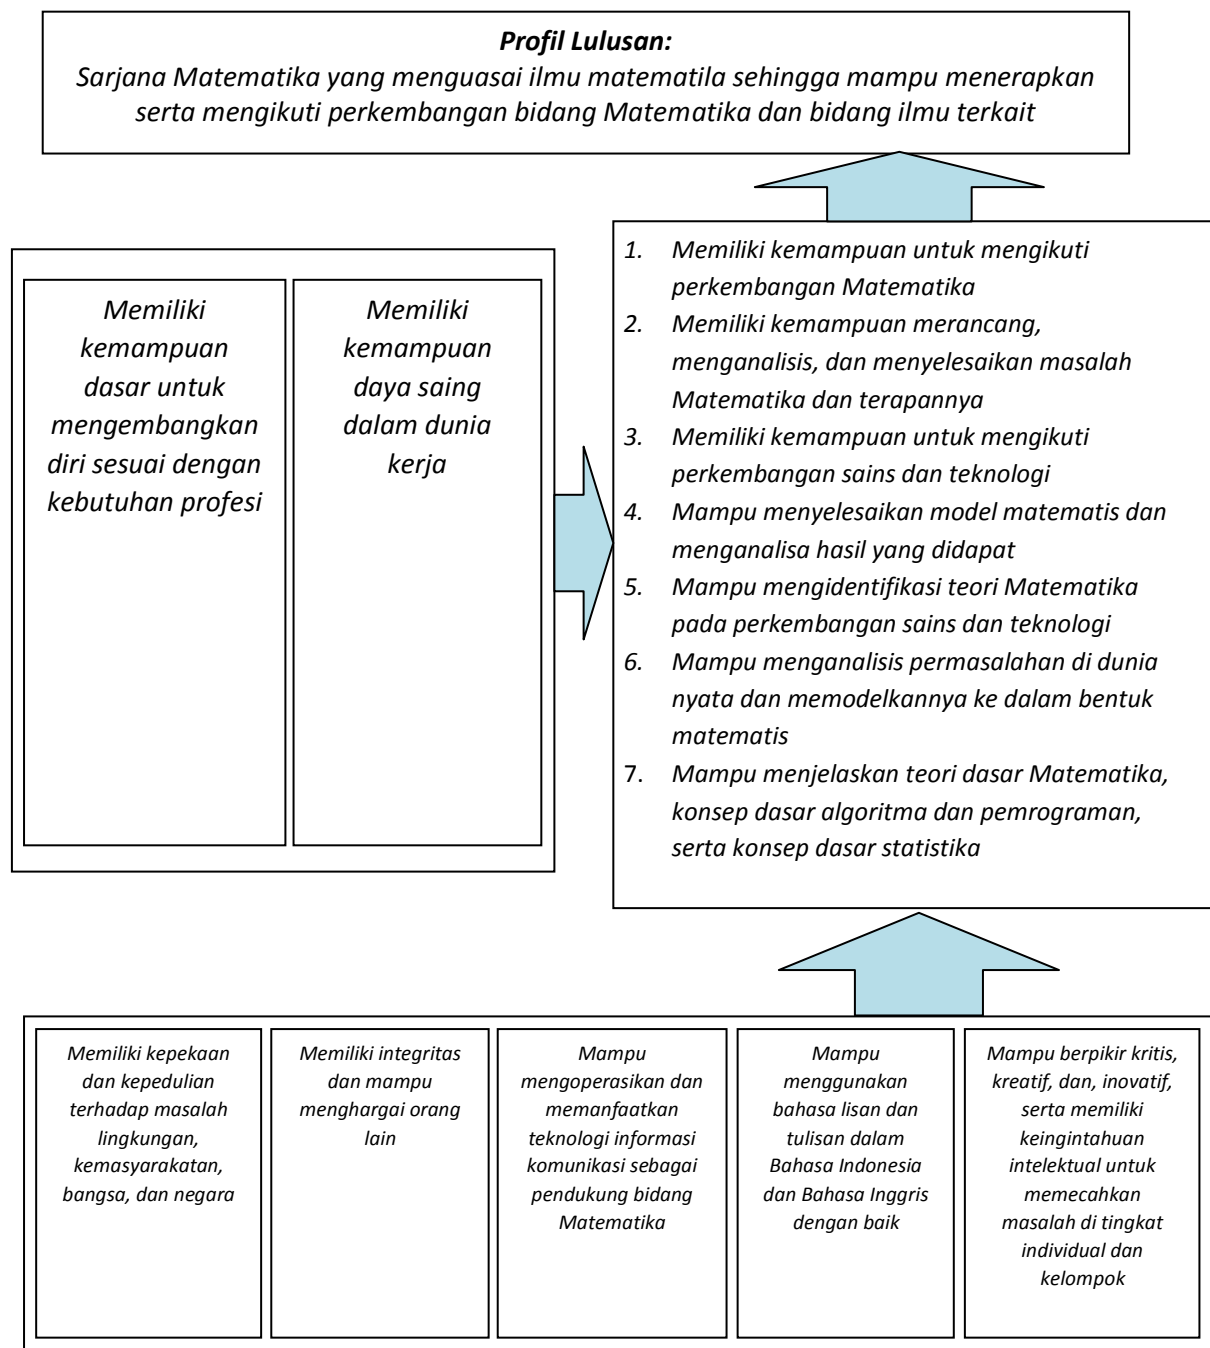 Profil Lulusan:
Sarjana Matematika yang menguasai ilmu matematila sehingga mampu menerapkan
serta mengikuti perkembangan bidang Matematika dan bidang ilmu terkait
Memiliki
kemampuan
dasar untuk
mengembangkan
diri sesuai dengan
kebutuhan profesi
Memiliki
kemampuan
daya saing
dalam dunia
kerja
1. Memiliki kemampuan untuk mengikuti
perkembangan Matematika
2. Memiliki kemampuan merancang,
menganalisis, dan menyelesaikan masalah
Matematika dan terapannya
3. Memiliki kemampuan untuk mengikuti
perkembangan sains dan teknologi
4. Mampu menyelesaikan model matematis dan
menganalisa hasil yang didapat
5. Mampu mengidentifikasi teori Matematika
pada perkembangan sains dan teknologi
6. Mampu menganalisis permasalahan di dunia
nyata dan memodelkannya ke dalam bentuk
matematis
7. Mampu menjelaskan teori dasar Matematika,
konsep dasar algoritma dan pemrograman,
serta konsep dasar statistika
Memiliki kepekaan
dan kepedulian
terhadap masalah
lingkungan,
kemasyarakatan,
bangsa, dan negara
Memiliki integritas
dan mampu
menghargai orang
lain
Mampu
mengoperasikan dan
memanfaatkan
teknologi informasi
komunikasi sebagai
pendukung bidang
Matematika
Mampu
menggunakan
bahasa lisan dan
tulisan dalam
Bahasa Indonesia
dan Bahasa Inggris
dengan baik
Mampu berpikir kritis,
kreatif, dan, inovatif,
serta memiliki
keingintahuan
intelektual untuk
memecahkan
masalah di tingkat
individual dan
kelompok